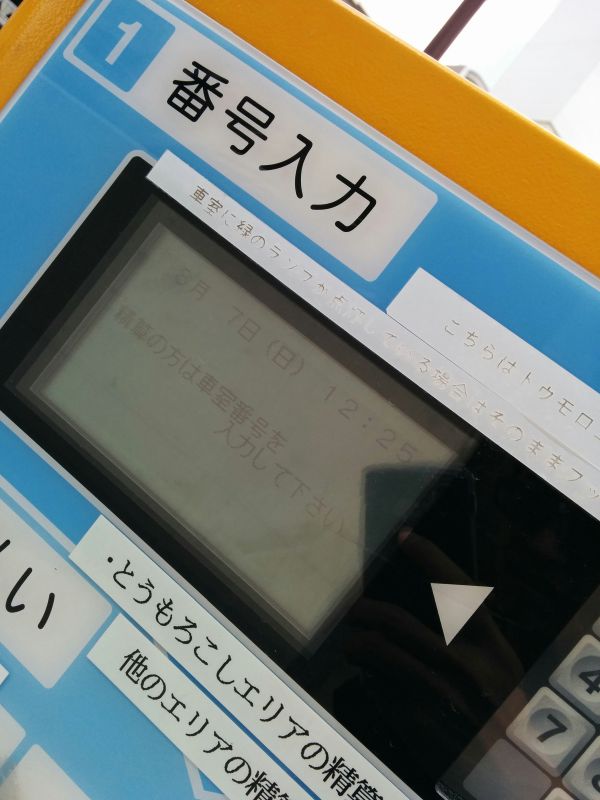 1
番号入力
車室に緑のランプが点灯している場合はそのままフッ
こちらはトウモロ
8月 7日（日） 12：25
精算の方は車室番号を
入力して下さい
い
・とうもろこしエリアの精算
他のエリアの精算
4
7